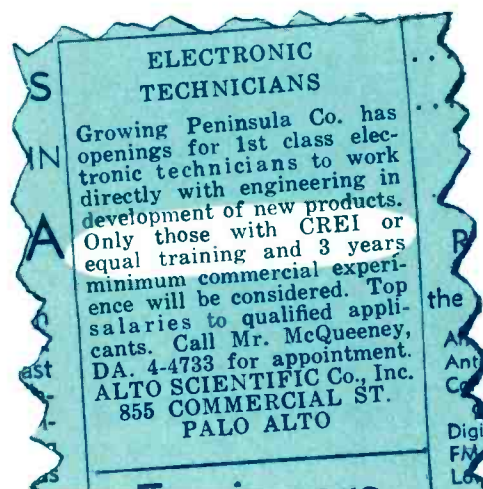 S
IN
A
ast
ELECTRONIC
TECHNICIANS
Growing Peninsula Co. has
openings for 1st class elec-
tronic technicians to work
directly with engineering in
development of new products.
Only those with CREI or
equal training and 3 years
minimum commercial experi-
ence will be considered. Top
salaries to qualified appli-
cants. Call Mr. McQueeney,
DA. 4-4733 for appointment.
ALTO SCIENTIFIC Co., Inc.
855 COMMERCIAL ST.
PALO ALTO
R
the
Ant
Digi
FM